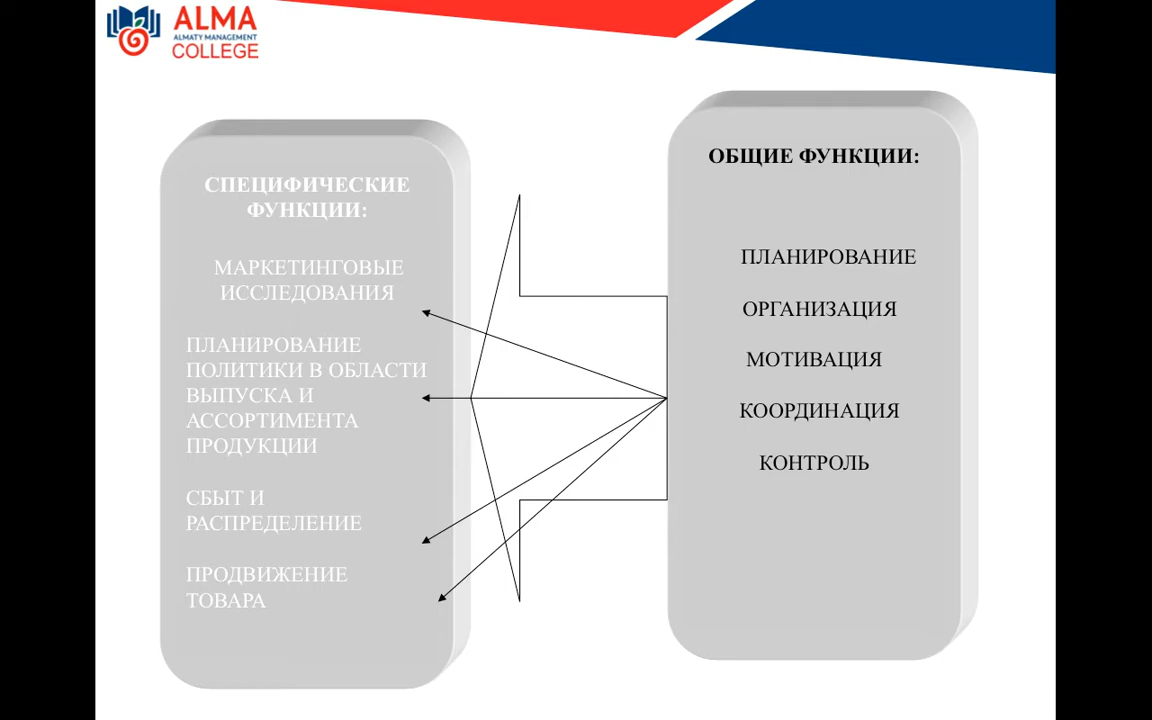 ALMA
ALMATY MANAGEMENT
COLLEGE
СПЕЦИФИЧЕСКИЕ
ФУНКЦИИ:
МАРКЕТИНГОВЫЕ
ИССЛЕДОВАНИЯ
ПЛАНИРОВАНИЕ
ПОЛИТИКИ В ОБЛАСТИ
ВЫПУСКА И
АССОРТИМЕНТА
ПРОДУКЦИИ
СБЫТ И
РАСПРЕДЕЛЕНИЕ
ПРОДВИЖЕНИЕ
ТОВАРА
ОБЩИЕ ФУНКЦИИ:
ПЛАНИРОВАНИЕ
ОРГАНИЗАЦИЯ
МОТИВАЦИЯ
КООРДИНАЦИЯ
КОНТРОЛЬ